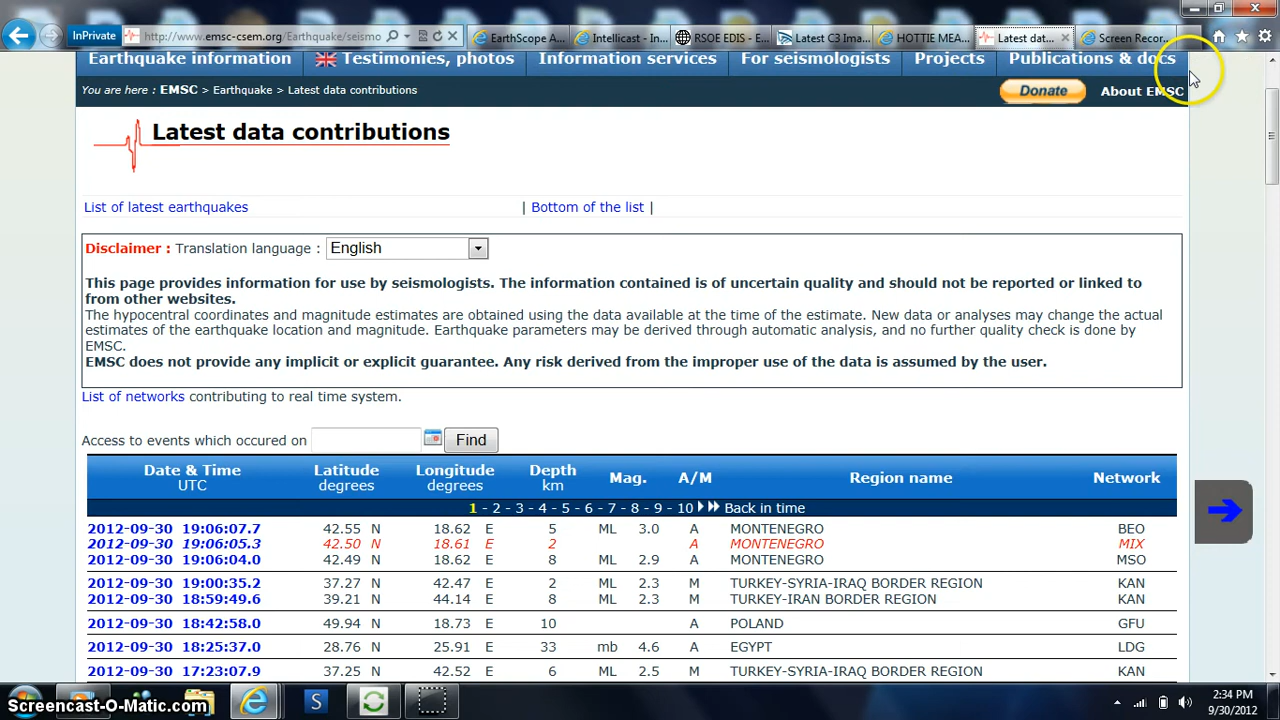 InPrivate
http://www.emsc-csem.org/Earthquake/seismo
EarthScope A...
Intellicast - In...
RSOE EDIS - E...
Latest C3 Ima...
HOTTIE MEA...
Latest dat...
Screen Recor...
Earthquake information
Testimonies, photos
Information services
For seismologists
Projects
Publications & docs
You are here : EMSC > Earthquake > Latest data contributions
Donate
About EMSC
Latest data contributions
List of latest earthquakes | Bottom of the list |
Disclaimer : Translation language : English
This page provides information for use by seismologists. The information contained is of uncertain quality and should not be reported or linked to
from other websites.
The hypocentral coordinates and magnitude estimates are obtained using the data available at the time of the estimate. New data or analyses may change the actual
estimates of the earthquake location and magnitude. Earthquake parameters may be derived through automatic analysis, and no further quality check is done by
EMSC.
EMSC does not provide any implicit or explicit guarantee. Any risk derived from the improper use of the data is assumed by the user.
List of networks contributing to real time system.
Access to events which occured on Find
Date & Time UTC Latitude degrees Longitude degrees Depth km Mag. A/M Region name Network
1 - 2 - 3 - 4 - 5 - 6 - 7 - 8 - 9 - 10 Back in time
2012-09-30 19:06:07.7 42.55 N 18.62 E 5 ML 3.0 A MONTENEGRO BEO
2012-09-30 19:06:05.3 42.50 N 18.61 E 2 A MONTENEGRO MIX
2012-09-30 19:06:04.0 42.49 N 18.62 E 8 ML 2.9 A MONTENEGRO MSO
2012-09-30 19:00:35.2 37.27 N 42.47 E 2 ML 2.3 M TURKEY-SYRIA-IRAQ BORDER REGION KAN
2012-09-30 18:59:49.6 39.21 N 44.14 E 8 ML 2.3 M TURKEY-IRAN BORDER REGION KAN
2012-09-30 18:42:58.0 49.94 N 18.73 E 10 A POLAND GFU
2012-09-30 18:25:37.0 28.76 N 25.91 E 33 mb 4.6 A EGYPT LDG
2012-09-30 17:23:07.9 37.25 N 42.52 E 6 ML 2.5 M TURKEY-SYRIA-IRAQ BORDER REGION KAN
S
2:34 PM
9/30/2012
Screencast-O-Matic.com